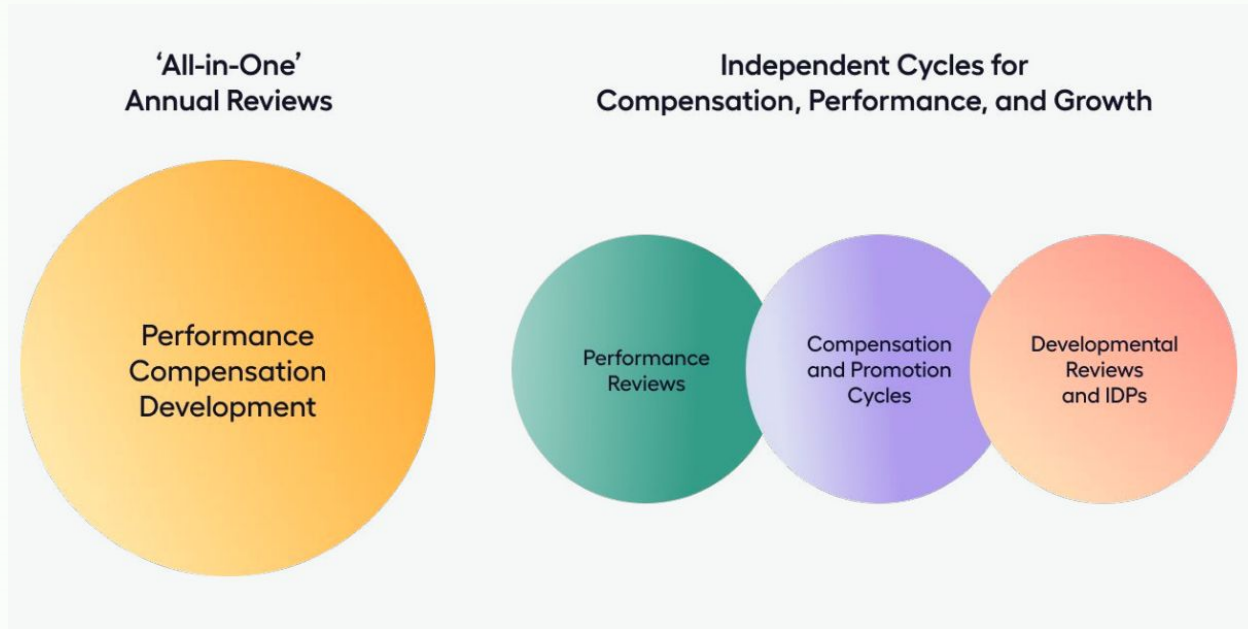 ‘All-in-One’
Annual Reviews
Performance
Compensation
Development
Independent Cycles for
Compensation, Performance, and Growth
Performance
Reviews
Compensation
and Promotion
Cycles
Developmental
Reviews
and IDPs